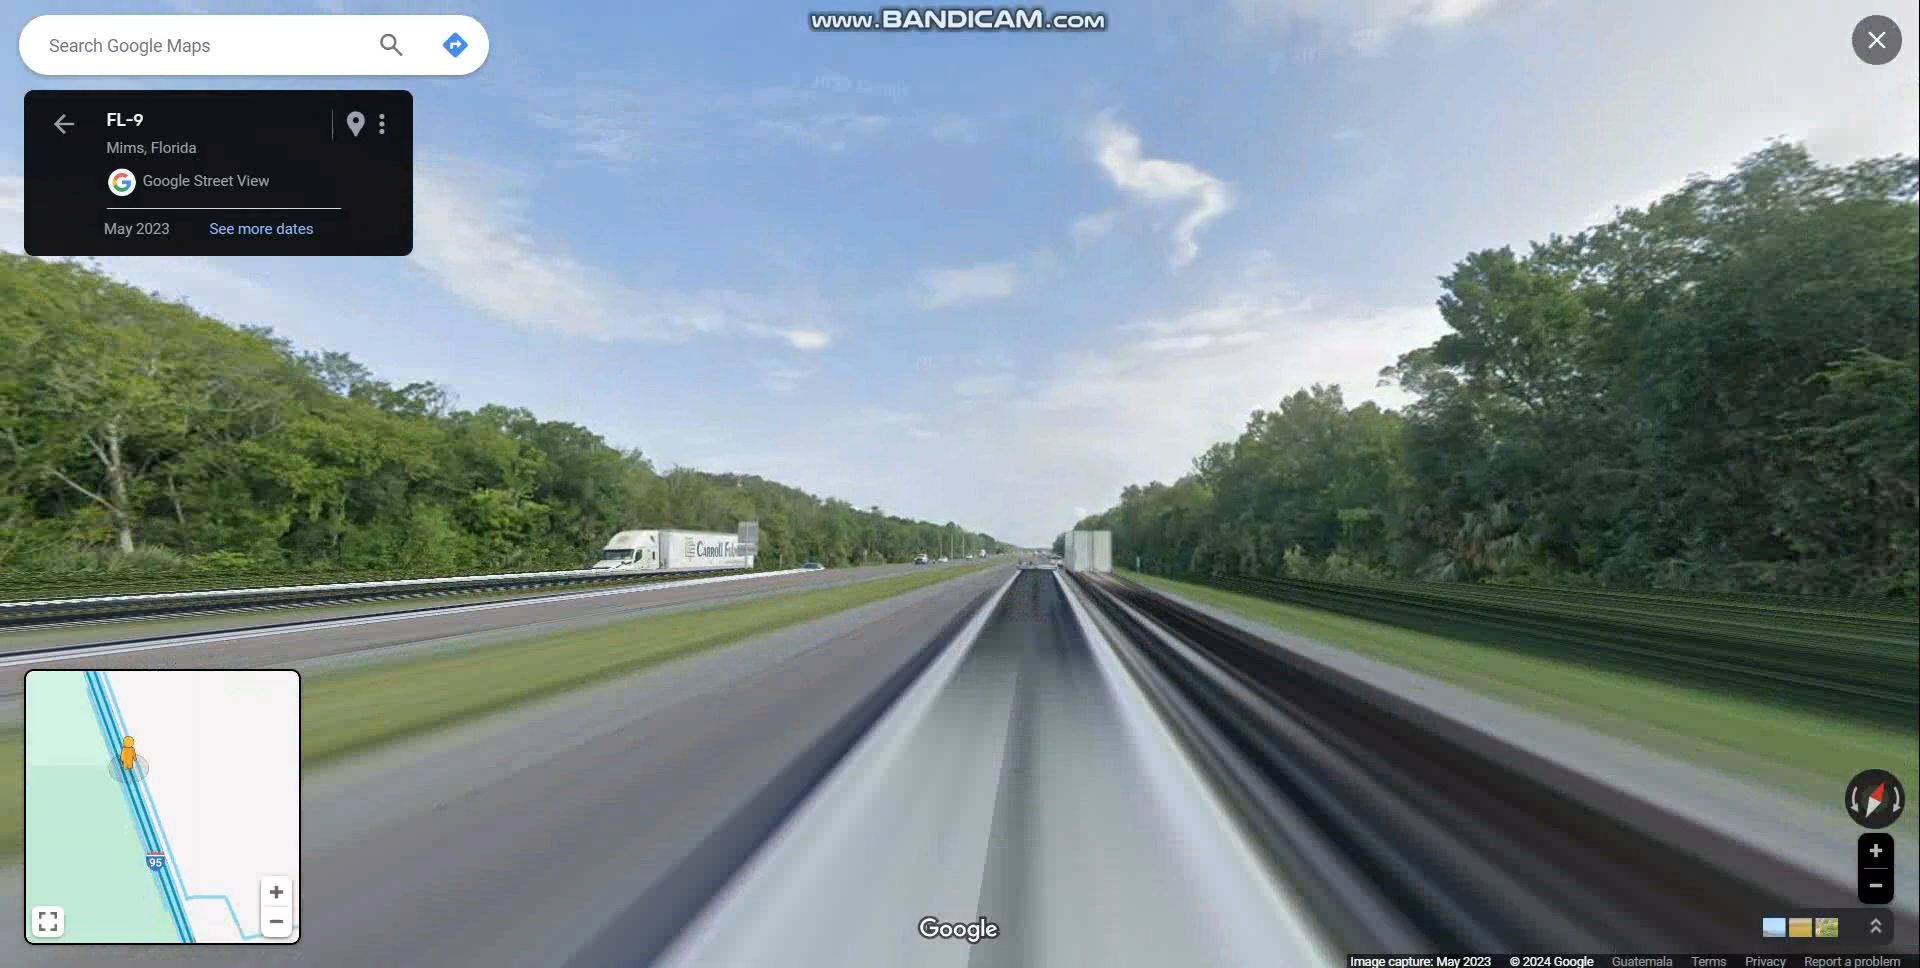 www.BANDICAM.com
Search Google Maps
FL-9
Mims, Florida
Google Street View
May 2023
See more dates
95
Google
Image capture: May 2023 © 2024 Google Guatemala Terms Privacy Report a problem